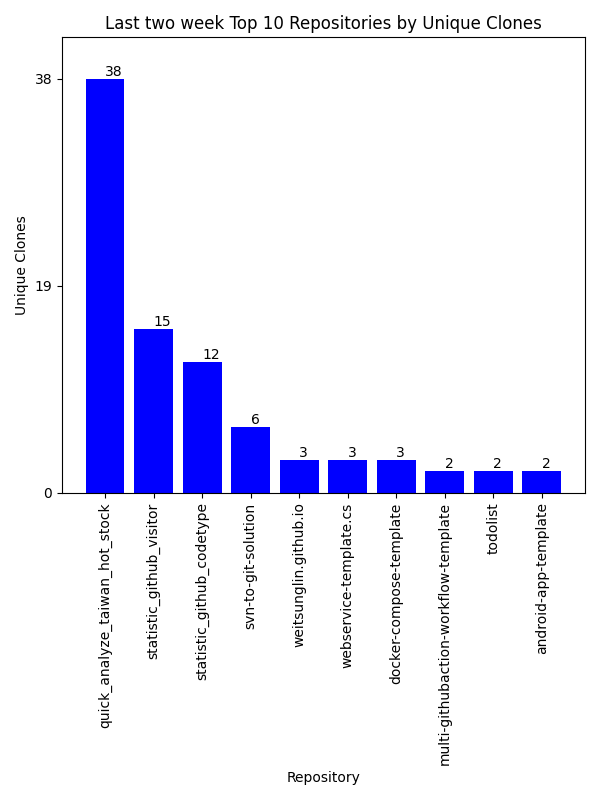 Last two week Top 10 Repositories by Unique Clones
Unique Clones
38
19
0
38
15
12
6
3
3
3
2
2
2
quick_analyze_taiwan_hot_stock
statistic_github_visitor
statistic_github_codetype
svn-to-git-solution
weitsunglin.github.io
webservice-template.cs
docker-compose-template
multi-githubaction-workflow-template
todolist
android-app-template
Repository